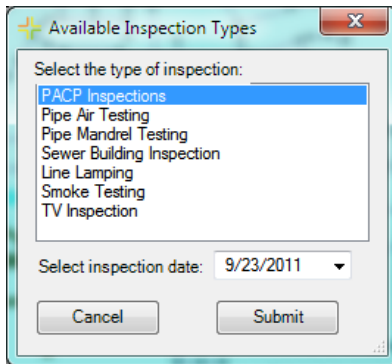 Available Inspection Types
Select the type of inspection:
PACP Inspections
Pipe Air Testing
Pipe Mandrel Testing
Sewer Building Inspection
Line Lamping
Smoke Testing
TV Inspection
Select inspection date: 9/23/2011
Cancel Submit